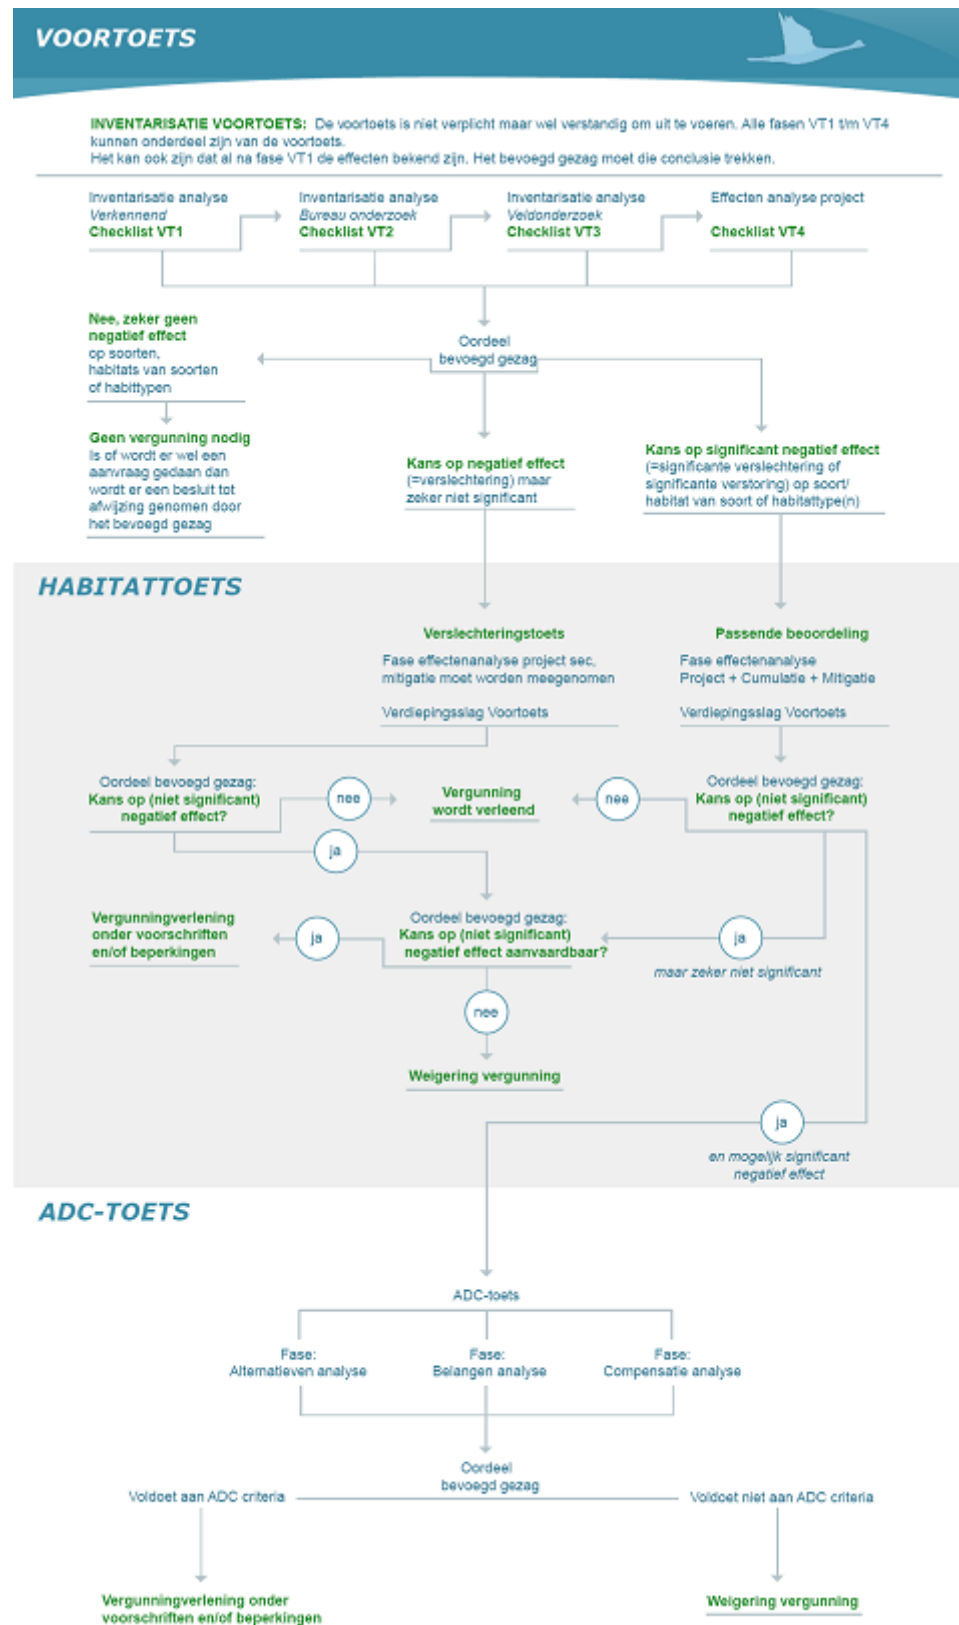 VOORTOETS
INVENTARISATIE VOORTOETS: De voortoets is niet verplicht maar wel verstandig om uit te voeren. Alle fasen VT1 t/m VT4
kunnen onderdeel zijn van de voortoets.
Het kan ook zijn dat al na fase VT1 de effecten bekend zijn. Het bevoegd gezag moet die conclusie trekken.
Inventarisatie analyse
Verkennend
Checklist VT1
Inventarisatie analyse
Bureau onderzoek
Checklist VT2
Inventarisatie analyse
Veldonderzoek
Checklist VT3
Effecten analyse project
Checklist VT4
Nee, zeker geen
negatief effect
op soorten,
habitats van soorten
of habittypen
Oordeel
bevoegd gezag
Geen vergunning nodig
Is of wordt er wel een
aanvraag gedaan dan
wordt er een besluit tot
afwijzing genomen door
het bevoegd gezag
Kans op negatief effect
(=verslechtering) maar
zeker niet significant
Kans op significant negatief effect
(=significante verslechtering of
significante verstoring) op soort/
habitat van soort of habitattype(n)
HABITATTOETS
Verslechteringstoets
Fase effectenanalyse project sec,
mitigatie moet worden meegenomen
Verdiepingsslag Voortoets
Passende beoordeling
Fase effectenanalyse
Project + Cumulatie + Mitigatie
Verdiepingsslag Voortoets
Oordeel bevoegd gezag:
Kans op (niet significant)
negatief effect?
nee
Vergunning
wordt verleend
nee
Oordeel bevoegd gezag:
Kans op (niet significant)
negatief effect?
ja
Vergunningverlening
onder voorschriften
en/of beperkingen
ja
Oordeel bevoegd gezag:
Kans op (niet significant)
negatief effect aanvaardbaar?
ja
maar zeker niet significant
nee
Weigering vergunning
ja
en mogelijk significant
negatief effect
ADC-TOETS
ADC-toets
Fase:
Alternatieven analyse
Fase:
Belangen analyse
Fase:
Compensatie analyse
Oordeel
bevoegd gezag
Voldoet aan ADC criteria
Voldoet niet aan ADC criteria
Vergunningverlening onder
voorschriften en/of beperkingen
Weigering vergunning